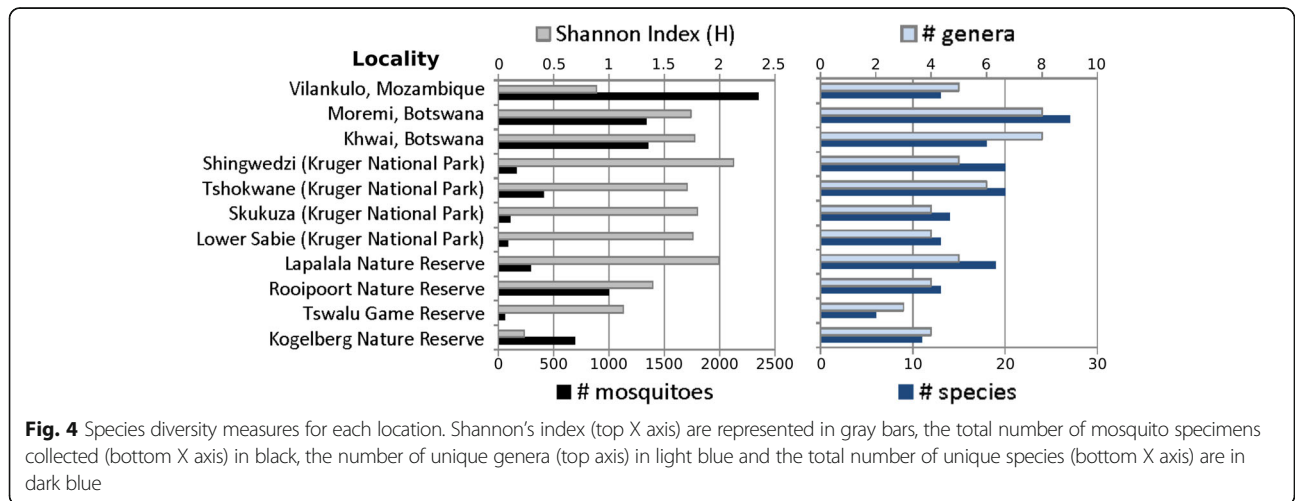 Shannon Index (H)
# genera
Locality
0 0.5 1 1.5 2 2.5
0 2 4 6 8 10
Vilankulo, Mozambique
Moremi, Botswana
Khwai, Botswana
Shingwedzi (Kruger National Park)
Tshokwane (Kruger National Park)
Skukuza (Kruger National Park)
Lower Sabie (Kruger National Park)
Lapalala Nature Reserve
Rooipoort Nature Reserve
Tswalu Game Reserve
Kogelberg Nature Reserve
0 500 1000 1500 2000 2500
0 10 20 30
# mosquitoes
# species
Fig. 4 Species diversity measures for each location. Shannon's index (top X axis) are represented in gray bars, the total number of mosquito specimens
collected (bottom X axis) in black, the number of unique genera (top axis) in light blue and the total number of unique species (bottom X axis) are in
dark blue